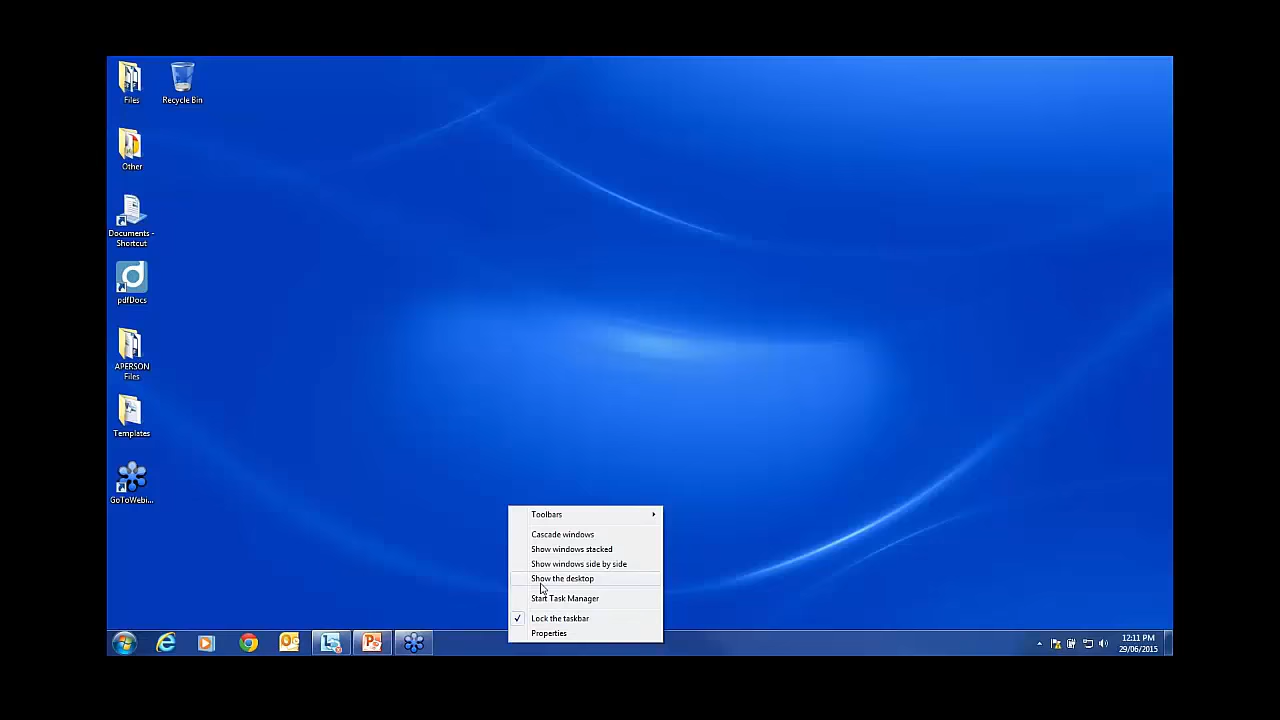 Files
Recycle Bin
Other
Documents -
Shortcut
pdfDocs
APERSON
Files
Templates
GoToWebi...
Toolbars
Cascade windows
Show windows stacked
Show windows side by side
Show the desktop
Start Task Manager
Lock the taskbar
Properties
12:11 PM
29/06/2015